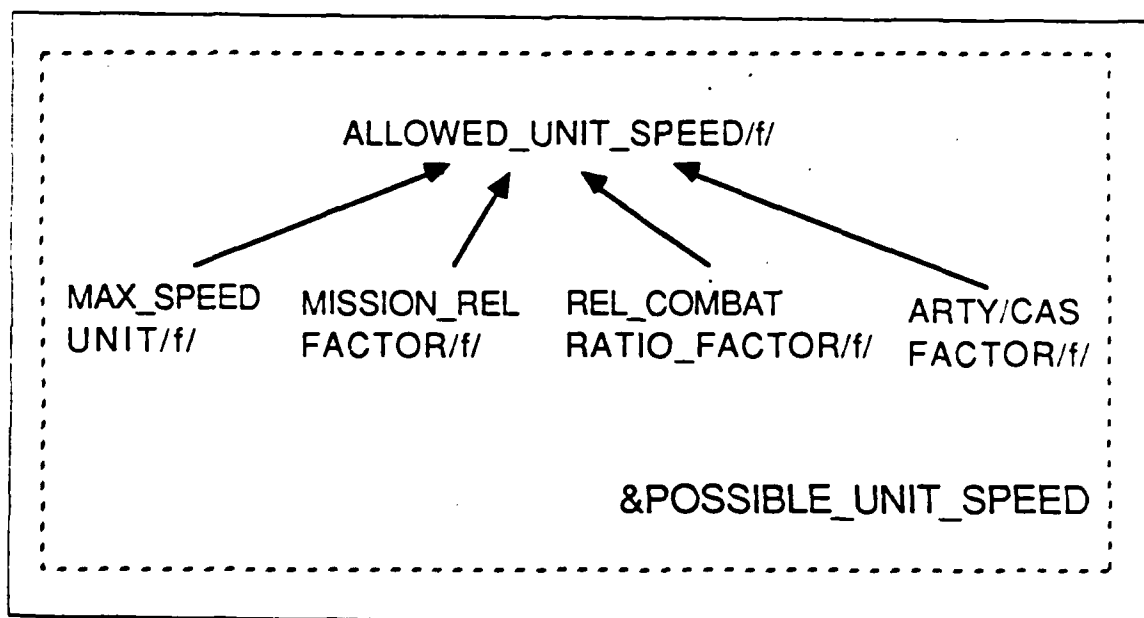 ALLOWED_UNIT_SPEED/f/
MAX_SPEED
UNIT/f/
MISSION_REL
FACTOR/f/
REL_COMBAT
RATIO_FACTOR/f/
ARTY/CAS
FACTOR/f/
&POSSIBLE_UNIT_SPEED